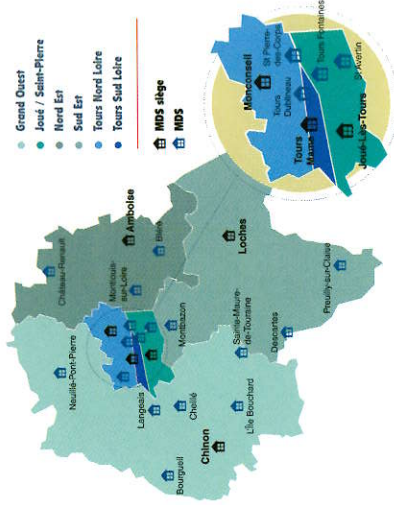 Grand Ouest
Joué / Saint-Pierre
Nord Est
Sud Est
Tours Nord Loire
Tours Sud Loire
MDS siège
MDS
Neuillé-Pont-Pierre
Château-Renault
Amboise
Bléré
Montlouis-
sur-Loire
Langeais
Bourgueil
Cheillé
Montbazon
Chinon
L'Île Bouchard
Sainte-Maure-
de-Touraine
Loches
Descartes
Preuilly-sur-Claise
Monconseil
St Pierre-
des-Corps
Tours
Dublineau
Tours Fontaines
Tours
Mame
St Avertin
Joué-Lès-Tours